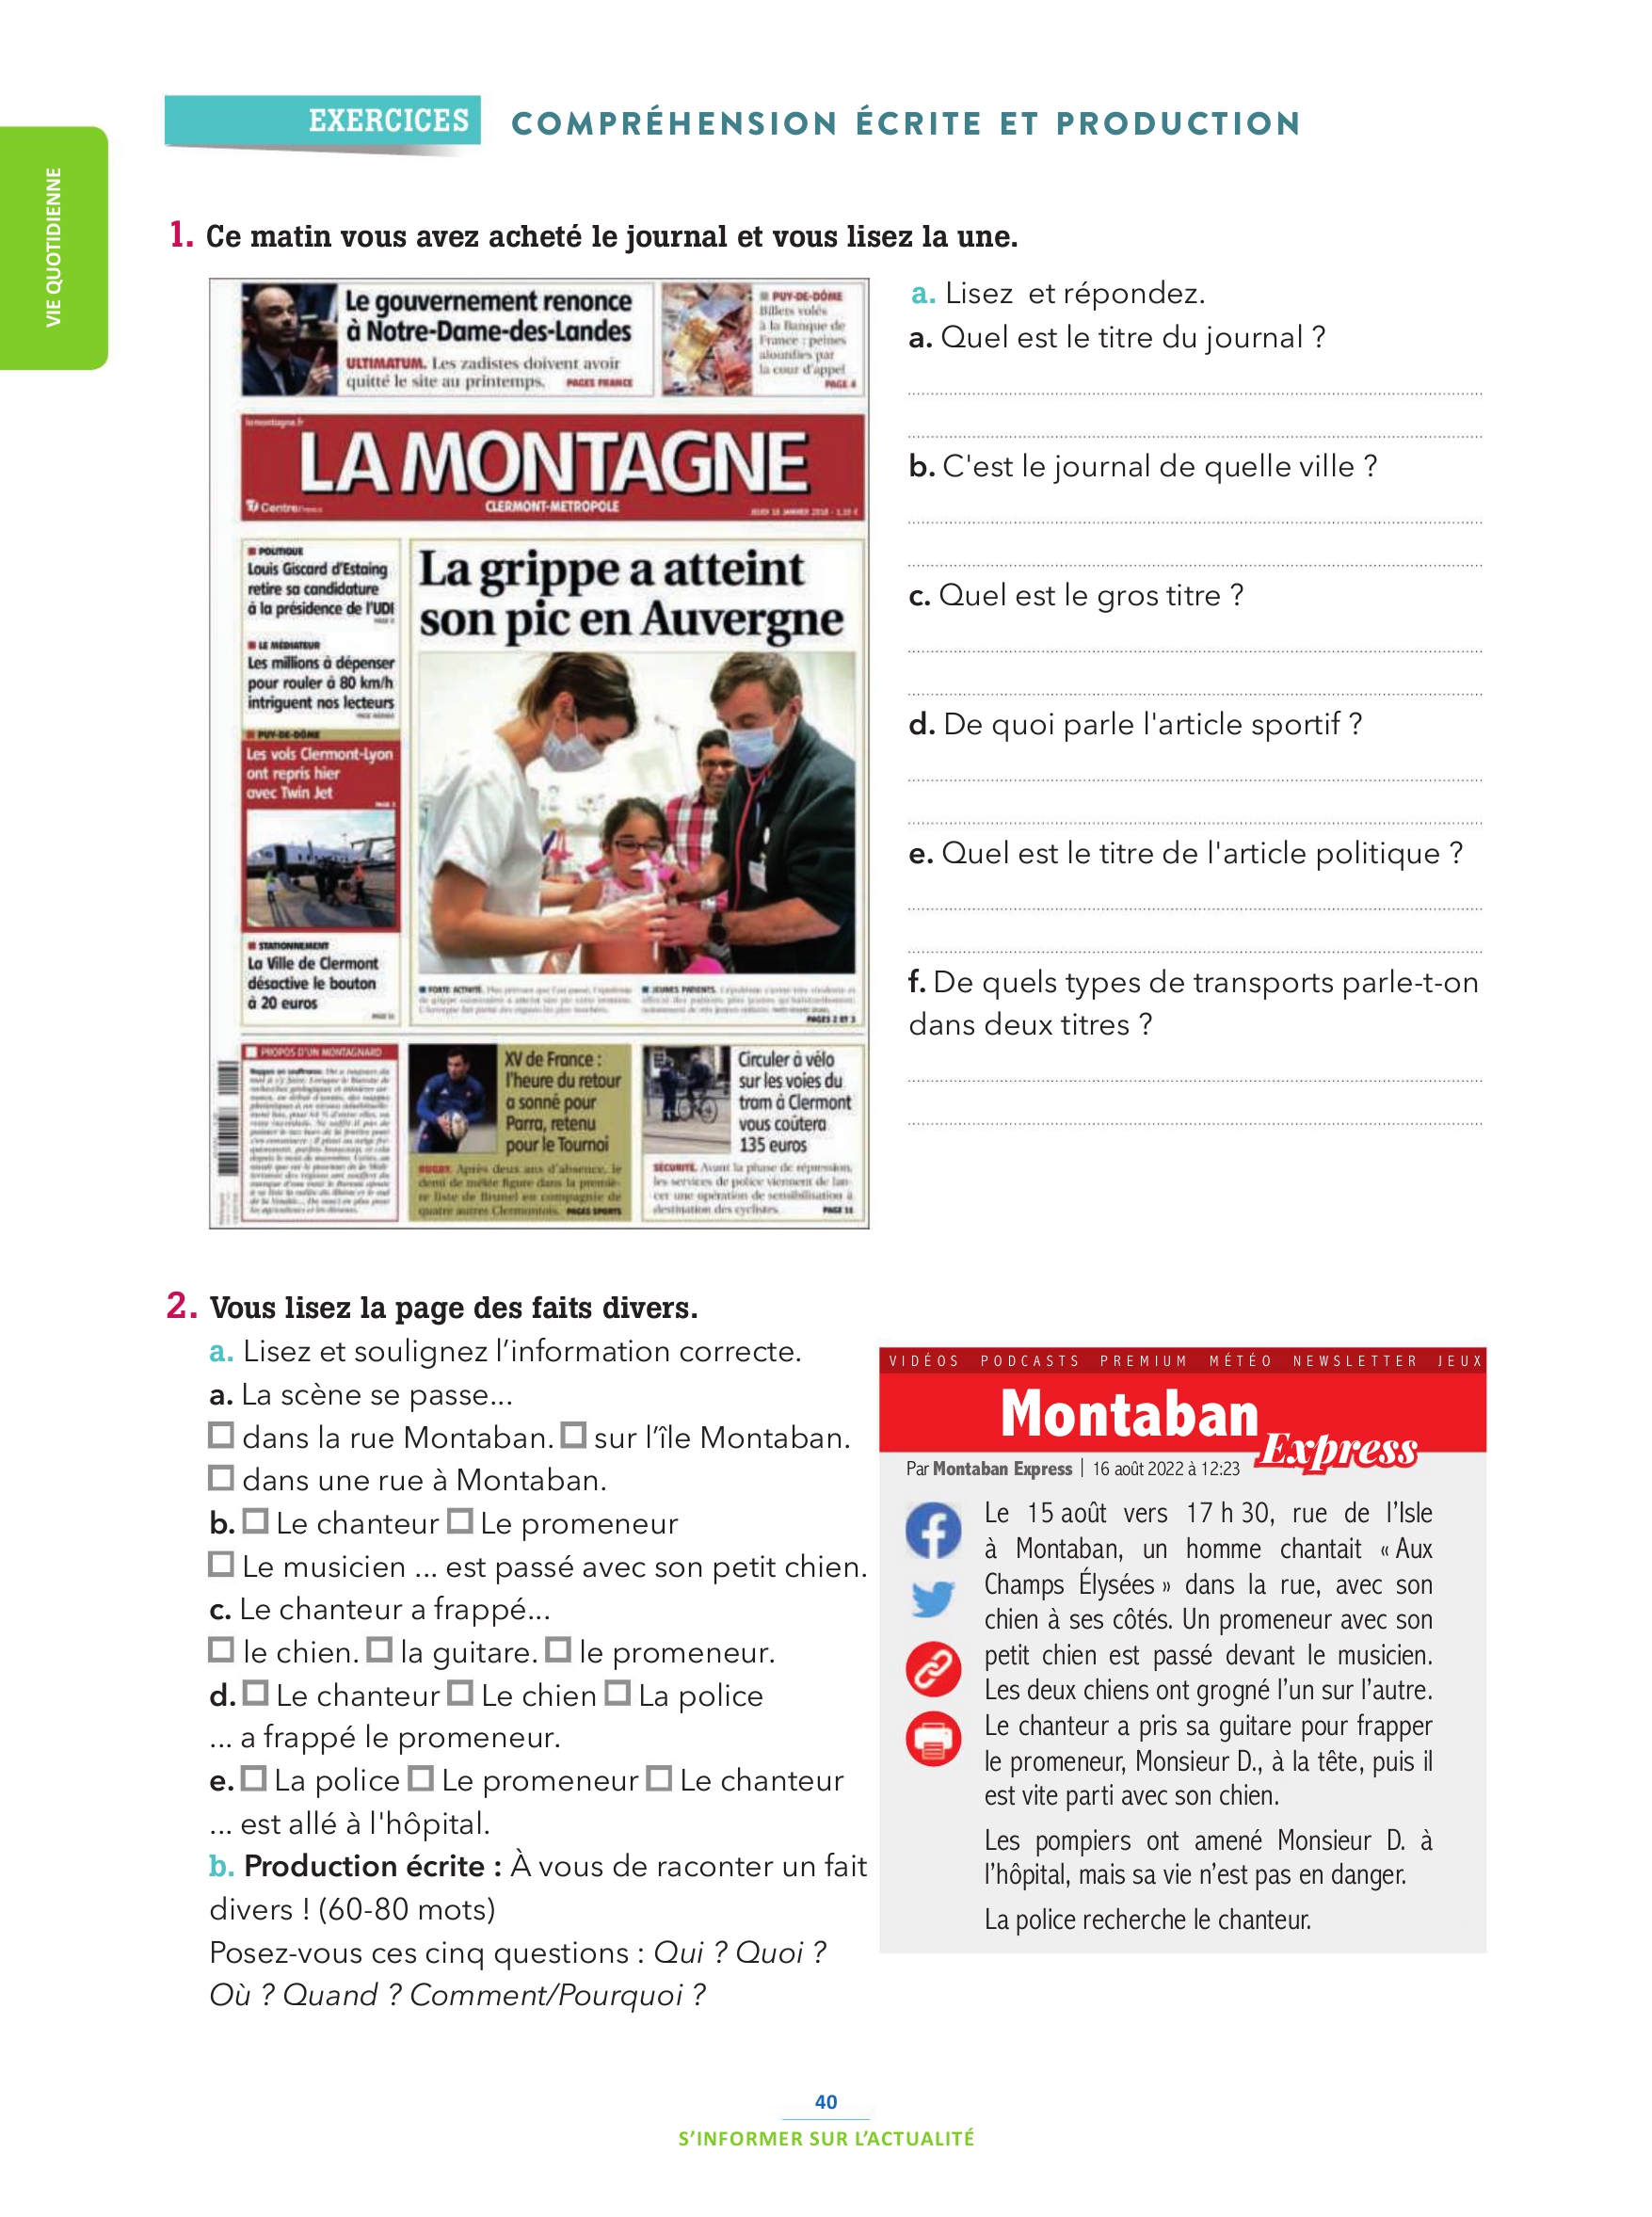 EXERCICES
COMPRÉHENSION ÉCRITE ET PRODUCTION
VIE QUOTIDIENNE
1. Ce matin vous avez acheté le journal et vous lisez la une.
Le gouvernement renonce
à Notre-Dame-des-Landes
ULTIMATUM. Les zadistes doivent avoir
quitté le site au printemps. PAGES FRANCE
PUY-DE-DÔME
Billets volés
à la Banque de
France : peines
alourdies par
la cour d'appel
PAGE 6
lamontagne.fr
LA MONTAGNE
Centre France
CLERMONT-METROPOLE
JEUDI 18 JANVIER 2018 -
POLITIQUE
Louis Giscard d'Estaing
retire sa candidature
à la présidence de l'UDI
LE MÉDIATEUR
Les millions à dépenser
pour rouler à 80 km/h
intriguent nos lecteurs
PUY-DE-DÔME
Les vols Clermont-Lyon
ont repris hier
avec Twin Jet
STATIONNEMENT
La Ville de Clermont
désactive le bouton
à 20 euros
La grippe a atteint
son pic en Auvergne
FORTE ACTIVITÉ.
JEUNES PATIENTS.
PAGES 2 ET 3
PROPOS D'UN MONTAGNARD
XV de France :
l'heure du retour
a sonné pour
Parra, retenu
pour le Tournoi
RUGBY. Après deux ans d'absence, le
demi de mêlée figure dans la premiè-
re liste de Brunel en compagnie de
quatre autres Clermontois. PAGES SPORTS
Circuler à vélo
sur les voies du
tram à Clermont
vous coûtera
135 euros
SÉCURITÉ. Avant la phase de répression,
les services de police viennent de lan-
cer une opération de sensibilisation à
destination des cyclistes.
a. Lisez et répondez.
a. Quel est le titre du journal ?
b. C'est le journal de quelle ville ?
c. Quel est le gros titre ?
d. De quoi parle l'article sportif ?
e. Quel est le titre de l'article politique ?
f. De quels types de transports parle-t-on
dans deux titres ?
2. Vous lisez la page des faits divers.
a. Lisez et soulignez l'information correcte.
a. La scène se passe...
☐ dans la rue Montaban. ☐ sur l'île Montaban.
☐ dans une rue à Montaban.
b. ☐ Le chanteur ☐ Le promeneur
☐ Le musicien ... est passé avec son petit chien.
c. Le chanteur a frappé...
☐ le chien. ☐ la guitare. ☐ le promeneur.
d. ☐ Le chanteur ☐ Le chien ☐ La police
... a frappé le promeneur.
e. ☐ La police ☐ Le promeneur ☐ Le chanteur
... est allé à l'hôpital.
b. Production écrite : À vous de raconter un fait
divers ! (60-80 mots)
Posez-vous ces cinq questions : Qui ? Quoi ?
Où ? Quand ? Comment/Pourquoi ?
VIDÉOS PODCASTS PREMIUM MÉTÉO NEWSLETTER JEUX
Montaban
Express
Par Montaban Express | 16 août 2022 à 12:23
Le 15 août vers 17 h 30, rue de l'Isle
à Montaban, un homme chantait « Aux
Champs Élysées » dans la rue, avec son
chien à ses côtés. Un promeneur avec son
petit chien est passé devant le musicien.
Les deux chiens ont grogné l'un sur l'autre.
Le chanteur a pris sa guitare pour frapper
le promeneur, Monsieur D., à la tête, puis il
est vite parti avec son chien.
Les pompiers ont amené Monsieur D. à
l'hôpital, mais sa vie n'est pas en danger.
La police recherche le chanteur.
40
S'INFORMER SUR L'ACTUALITÉ